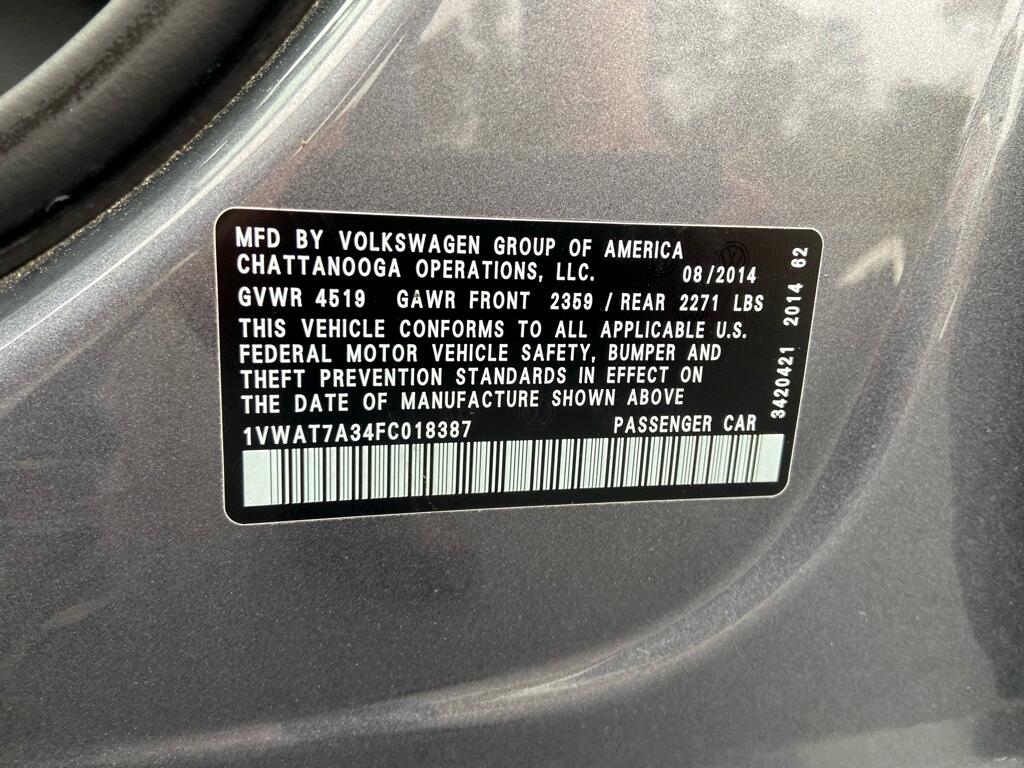 MFD BY VOLKSWAGEN GROUP OF AMERICA
CHATTANOOGA OPERATIONS, LLC. 08/2014
GVWR 4519 GAWR FRONT 2359 / REAR 2271 LBS
THIS VEHICLE CONFORMS TO ALL APPLICABLE U.S.
FEDERAL MOTOR VEHICLE SAFETY, BUMPER AND
THEFT PREVENTION STANDARDS IN EFFECT ON
THE DATE OF MANUFACTURE SHOWN ABOVE
1VWAT7A34FC018387 PASSENGER CAR
3420421 2014 62